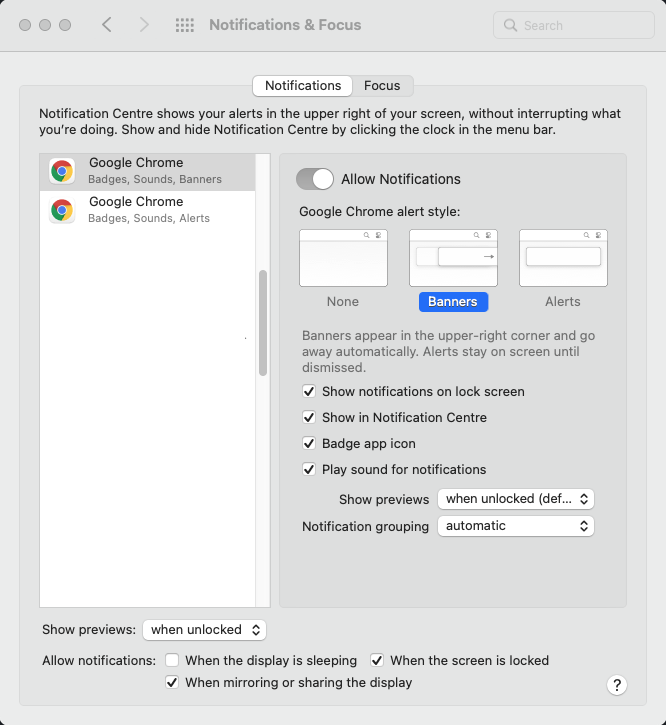 Notifications & Focus
Search
Notifications
Focus
Notification Centre shows your alerts in the upper right of your screen, without interrupting what
you're doing. Show and hide Notification Centre by clicking the clock in the menu bar.
Google Chrome
Badges, Sounds, Banners
Google Chrome
Badges, Sounds, Alerts
Allow Notifications
Google Chrome alert style:
None
Banners
Alerts
Banners appear in the upper-right corner and go
away automatically. Alerts stay on screen until
dismissed.
Show notifications on lock screen
Show in Notification Centre
Badge app icon
Play sound for notifications
Show previews when unlocked (def...
Notification grouping automatic
Show previews: when unlocked
Allow notifications: When the display is sleeping When the screen is locked
When mirroring or sharing the display
?